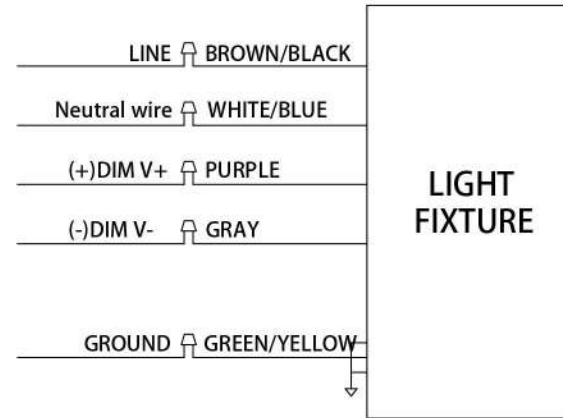 LINE BROWN/BLACK
Neutral wire WHITE/BLUE
(+)DIM V+ PURPLE
(-)DIM V- GRAY
GROUND GREEN/YELLOW
LIGHT
FIXTURE